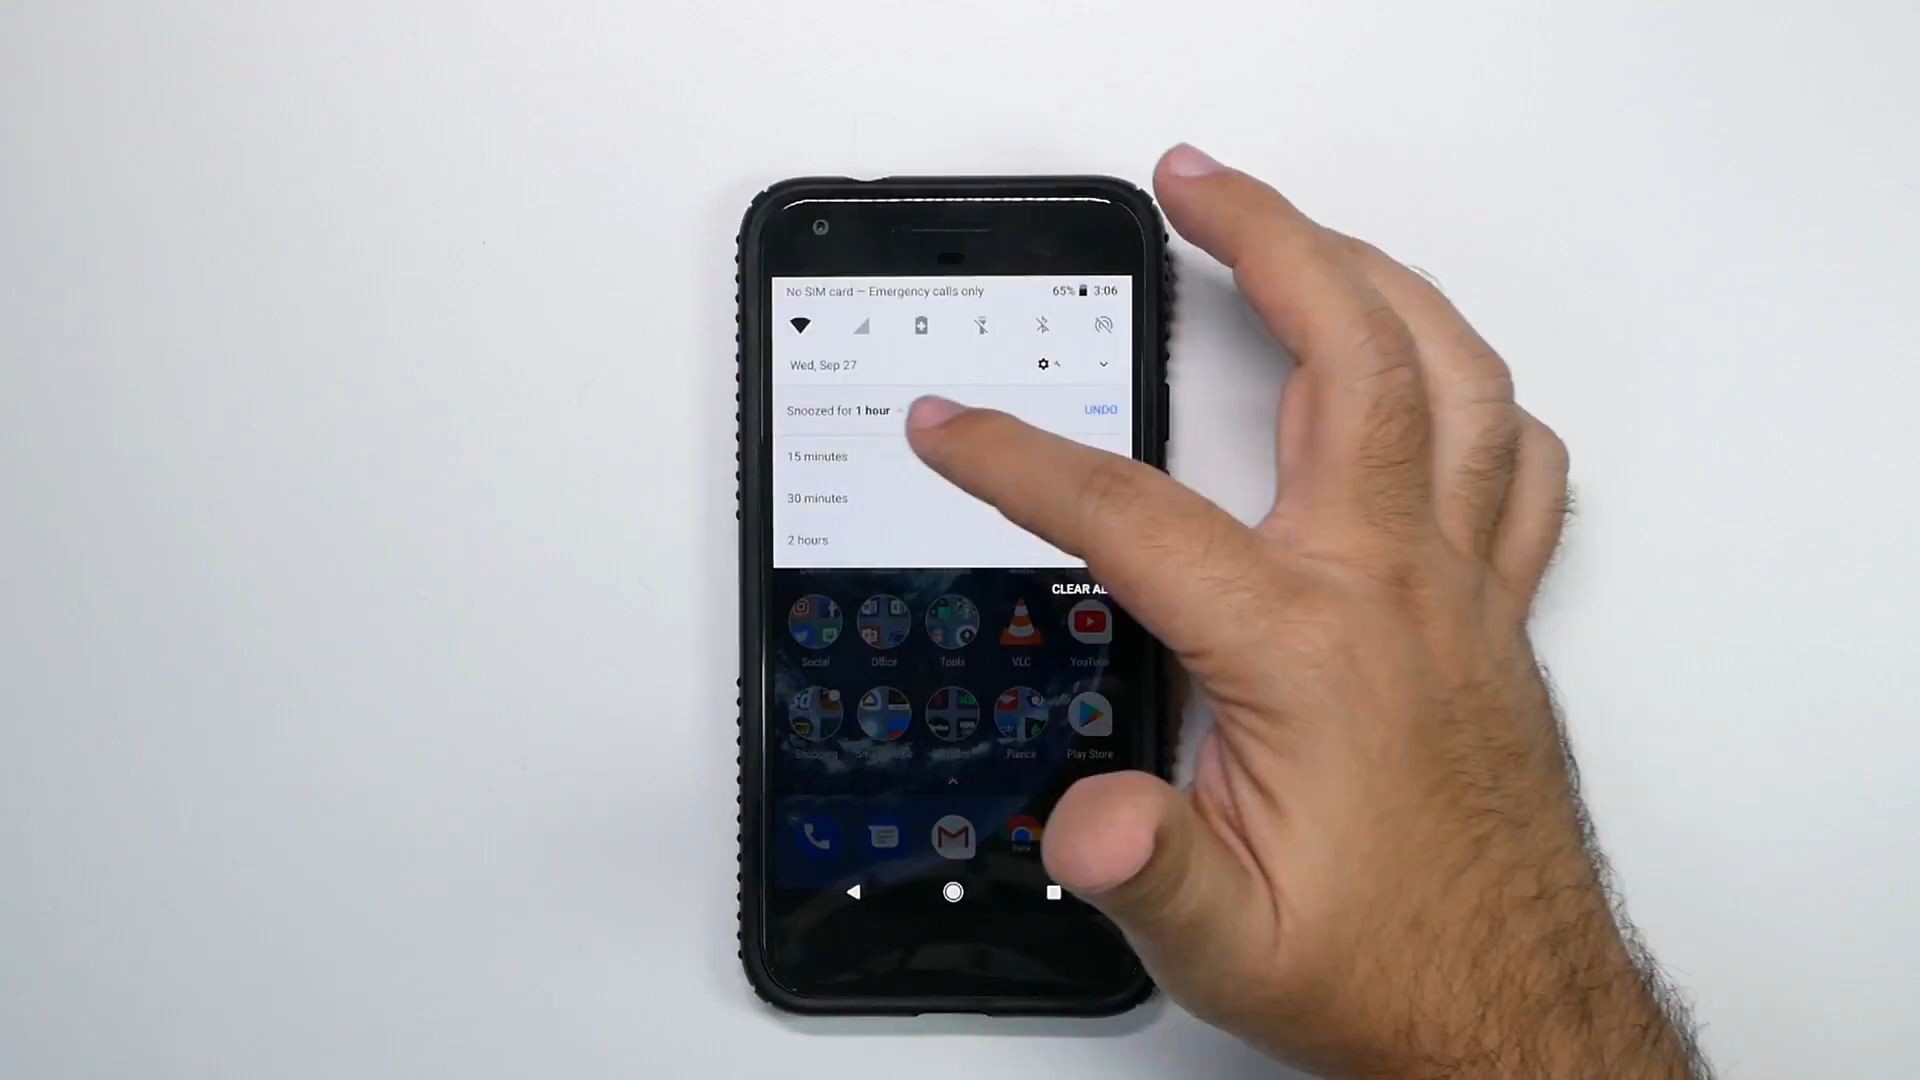 No SIM card — Emergency calls only 65% 3:06
Wed, Sep 27
Snoozed for 1 hour UNDO
15 minutes
30 minutes
2 hours
CLEAR
Social Office Tools VLC YouTube
Shopping Play Store